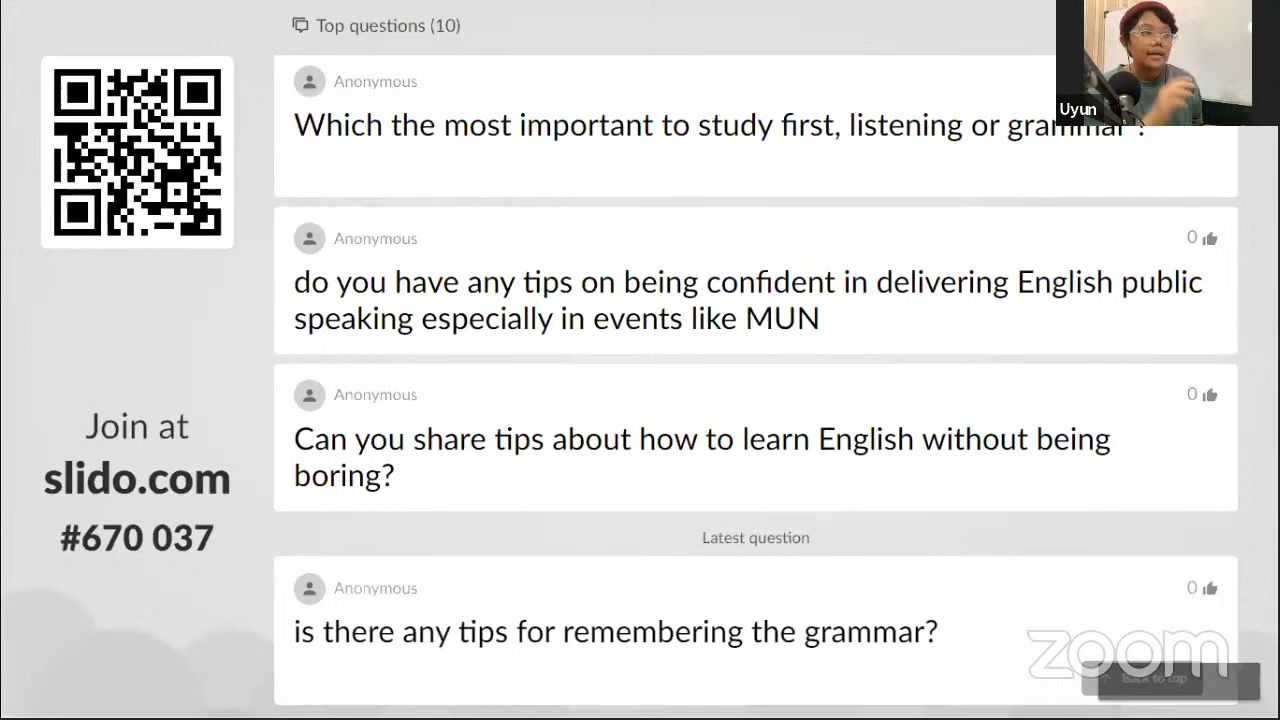 Top questions (10)
Anonymous
Uyun
Which the most important to study first, listening or grammar ?
Anonymous
0
do you have any tips on being confident in delivering English public
speaking especially in events like MUN
Anonymous
0
Can you share tips about how to learn English without being
boring?
Join at
slido.com
#670 037
Latest question
Anonymous
0
is there any tips for remembering the grammar?
zoom
↑ Back to top